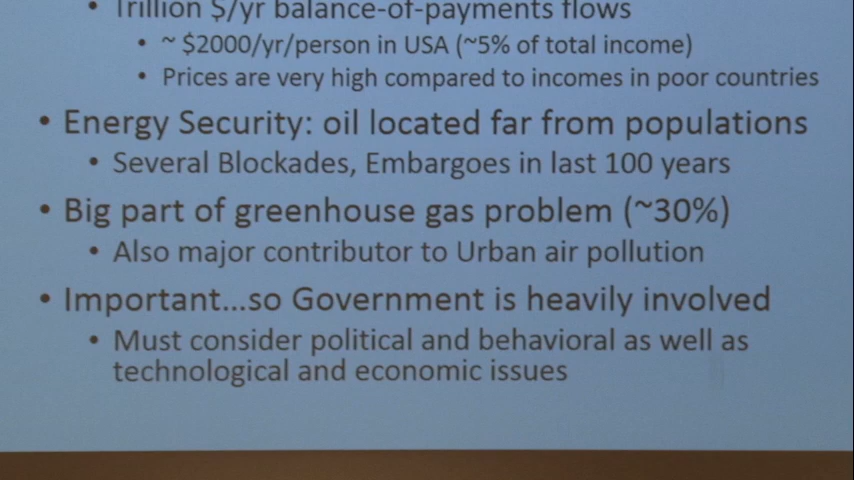 • Trillion $/yr balance-of-payments flows
• ~ $2000/yr/person in USA (~5% of total income)
• Prices are very high compared to incomes in poor countries
• Energy Security: oil located far from populations
• Several Blockades, Embargoes in last 100 years
• Big part of greenhouse gas problem (~30%)
• Also major contributor to Urban air pollution
• Important...so Government is heavily involved
• Must consider political and behavioral as well as
technological and economic issues